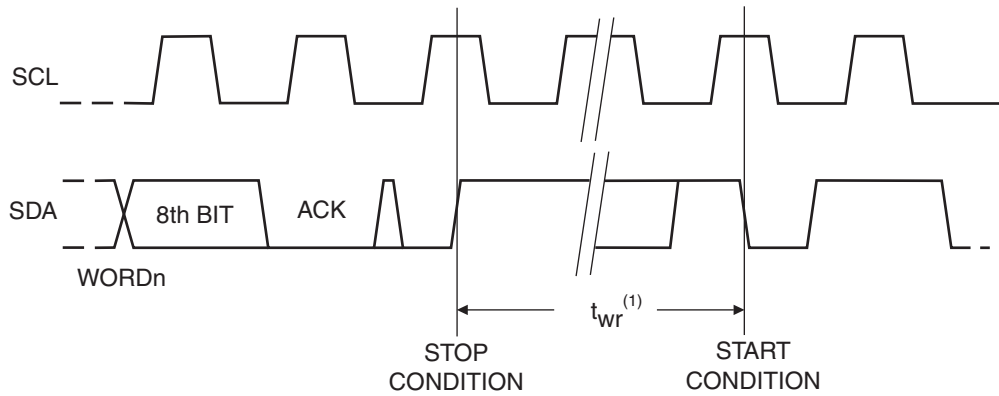 SCL
SDA
8th BIT
ACK
WORDn
twr(1)
STOP
CONDITION
START
CONDITION